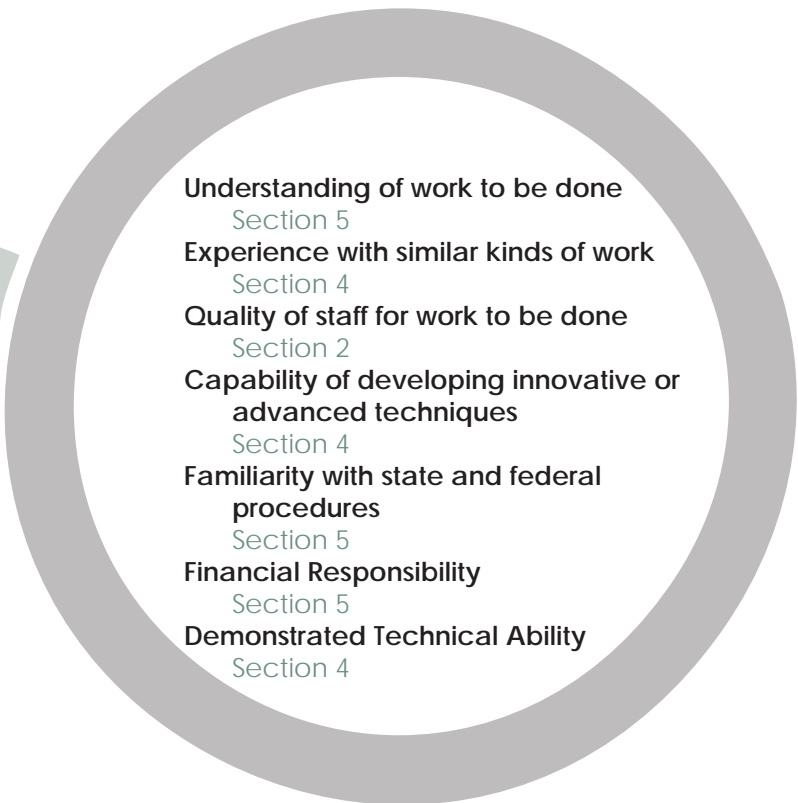 Understanding of work to be done
Section 5
Experience with similar kinds of work
Section 4
Quality of staff for work to be done
Section 2
Capability of developing innovative or
advanced techniques
Section 4
Familiarity with state and federal
procedures
Section 5
Financial Responsibility
Section 5
Demonstrated Technical Ability
Section 4